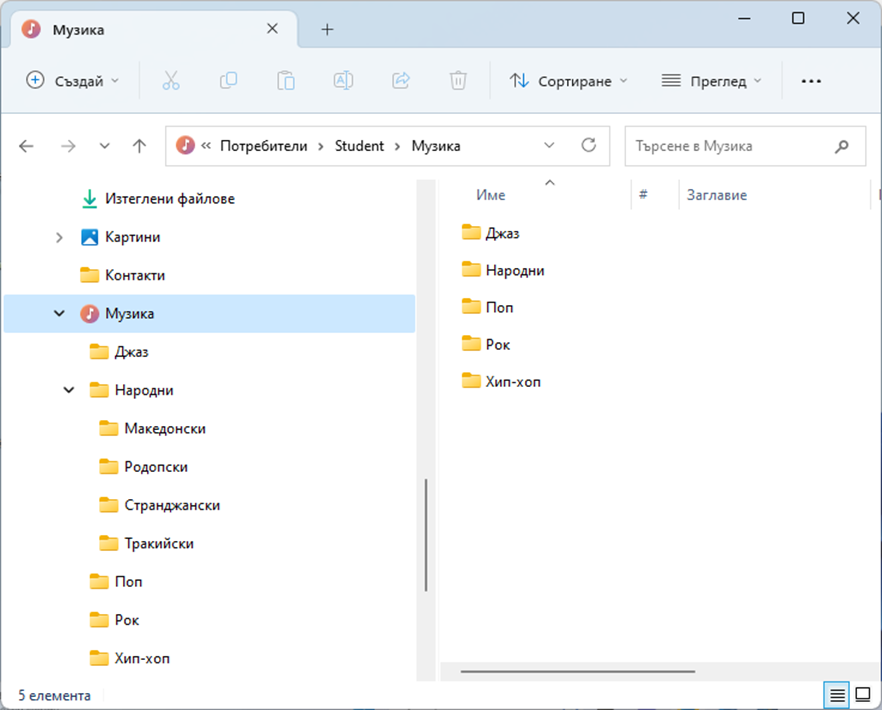 Музика
Създай
Сортиране
Преглед
« Потребители › Student › Музика
Търсене в Музика
Изтеглени файлове
Картини
Контакти
Музика
Джаз
Народни
Македонски
Родопски
Странджански
Тракийски
Поп
Рок
Хип-хоп
Име # Заглавие
Джаз
Народни
Поп
Рок
Хип-хоп
5 елемента